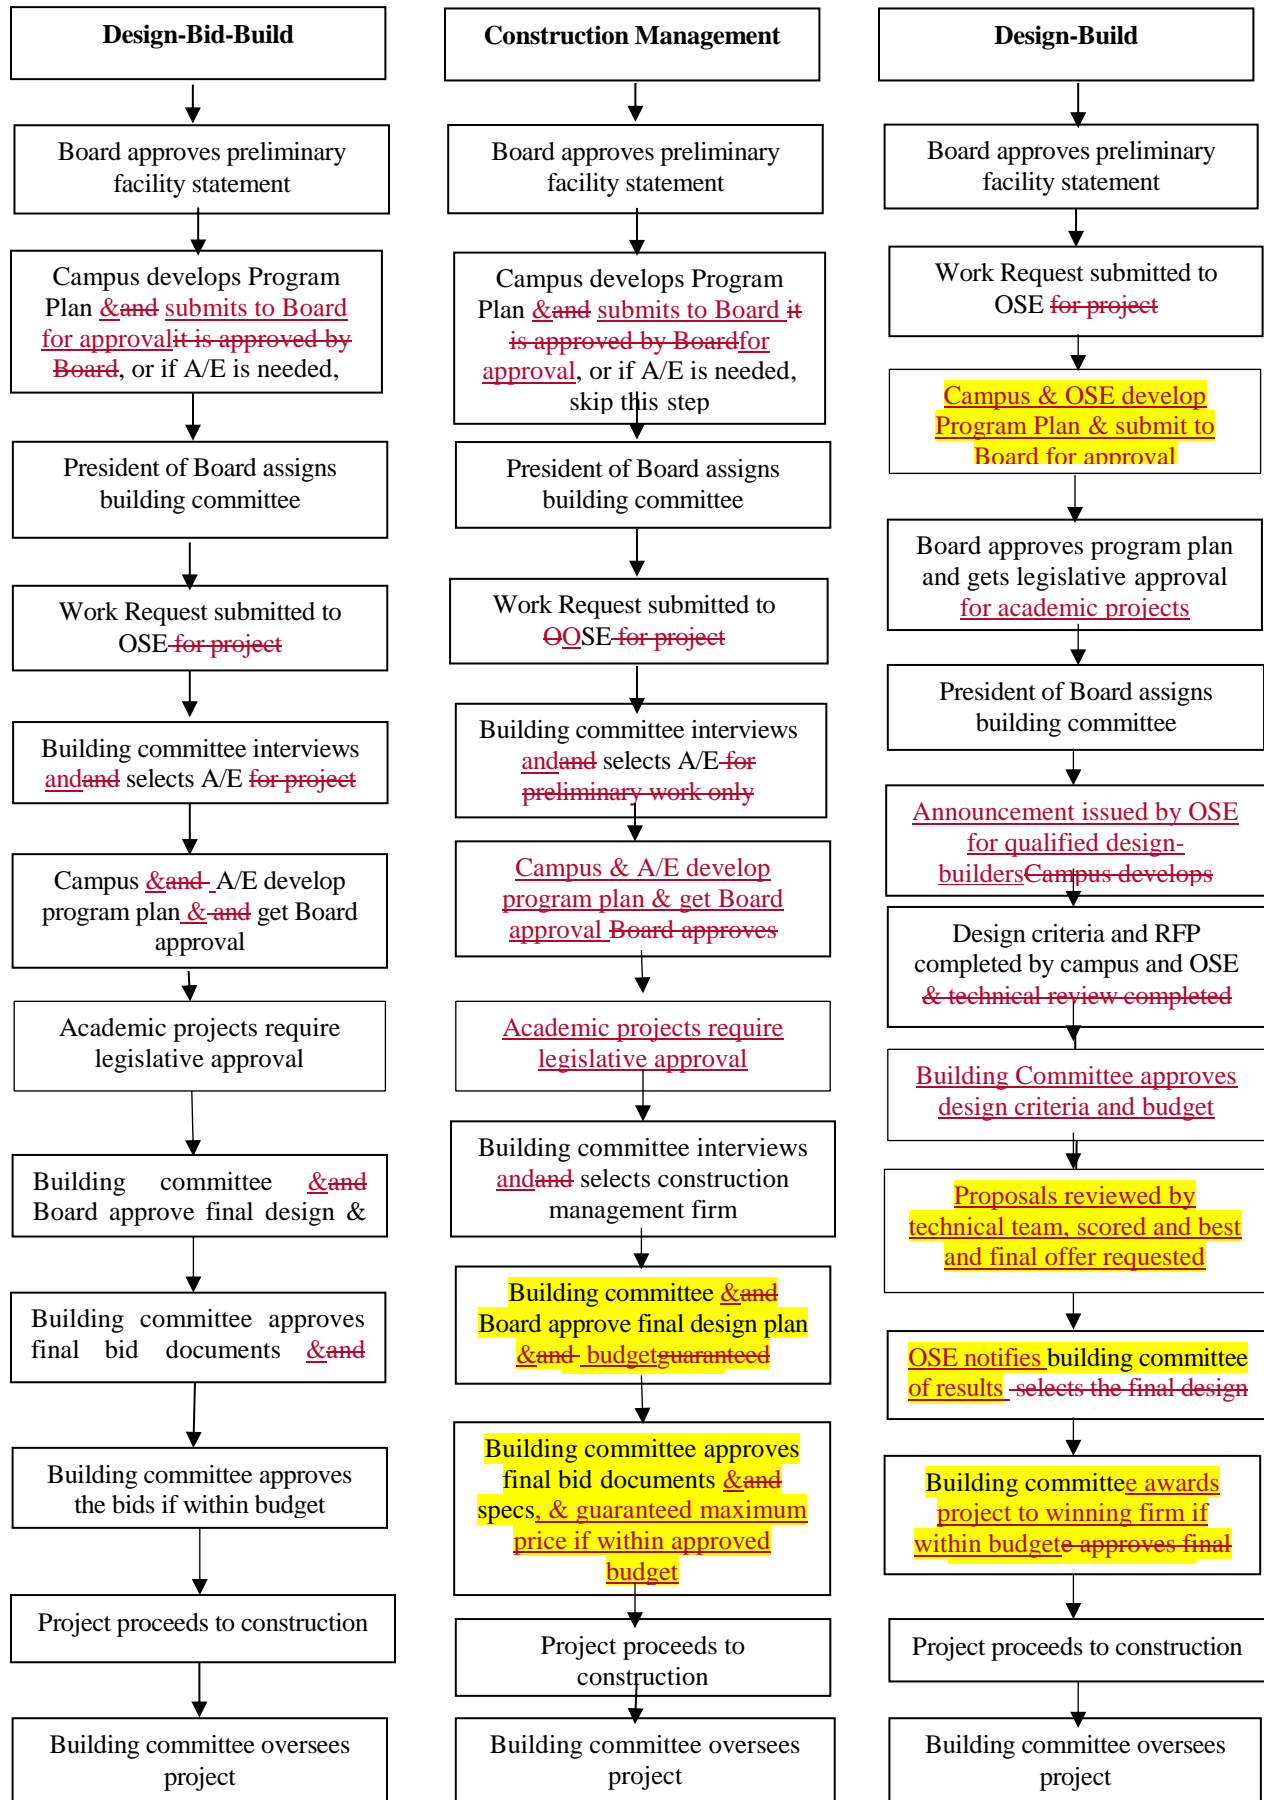 Design-Bid-Build
Board approves preliminary
facility statement
Campus develops Program
Plan &and submits to Board
for approvalit is approved by
Board, or if A/E is needed,
President of Board assigns
building committee
Work Request submitted to
OSE for project
Building committee interviews
andand selects A/E for project
Campus &and A/E develop
program plan & and get Board
approval
Academic projects require
legislative approval
Building committee &and
Board approve final design &
Building committee approves
final bid documents &and
Building committee approves
the bids if within budget
Project proceeds to construction
Building committee oversees
project
Construction Management
Board approves preliminary
facility statement
Campus develops Program
Plan &and submits to Board it
is approved by Boardfor
approval, or if A/E is needed,
skip this step
President of Board assigns
building committee
Work Request submitted to
OOSE for project
Building committee interviews
andand selects A/E for
preliminary work only
Campus & A/E develop
program plan & get Board
approval Board approves
Academic projects require
legislative approval
Building committee interviews
andand selects construction
management firm
Building committee &and
Board approve final design plan
&and budgetguaranteed
Building committee approves
final bid documents &and
specs, & guaranteed maximum
price if within approved
budget
Project proceeds to
construction
Building committee oversees
project
Design-Build
Board approves preliminary
facility statement
Work Request submitted to
OSE for project
Campus & OSE develop
Program Plan & submit to
Board for approval
Board approves program plan
and gets legislative approval
for academic projects
President of Board assigns
building committee
Announcement issued by OSE
for qualified design-
buildersCampus develops
Design criteria and RFP
completed by campus and OSE
& technical review completed
Building Committee approves
design criteria and budget
Proposals reviewed by
technical team, scored and best
and final offer requested
OSE notifies building committee
of results selects the final design
Building committee awards
project to winning firm if
within budgete approves final
Project proceeds to construction
Building committee oversees
project